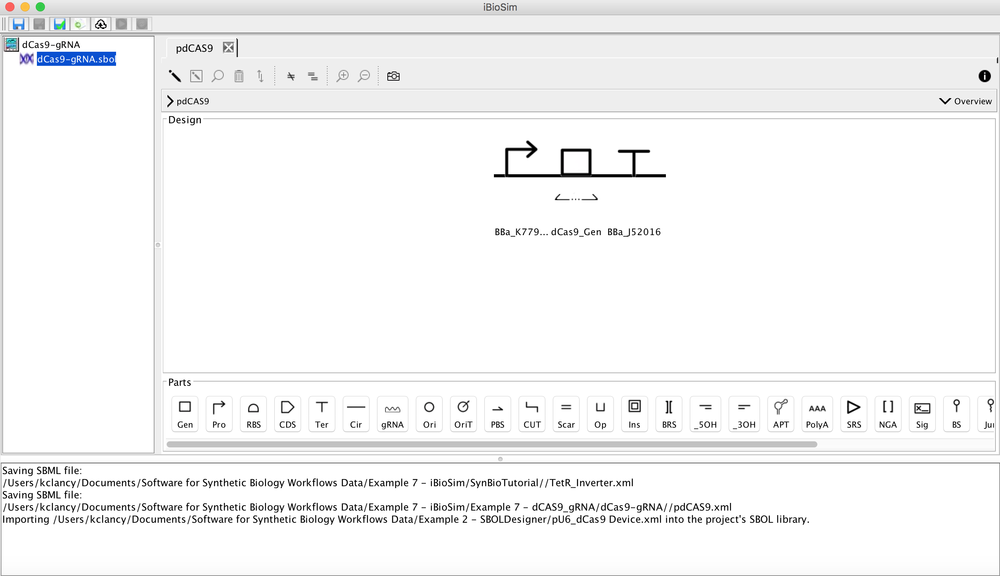 iBioSim
dCas9-gRNA
dCas9-gRNA.sbol
pdCAS9
pdCAS9
Overview
Design
BBa_K779... dCas9_Gen BBa_J52016
Parts
Gen Pro RBS CDS Ter Cir gRNA Ori OriT PBS CUT Scar Op Ins BRS _5OH _3OH APT PolyA SRS NGA Sig BS
AAA
Saving SBML file:
/Users/kclancy/Documents/Software for Synthetic Biology Workflows Data/Example 7 - iBioSim/SynBioTutorial//TetR_Inverter.xml
Saving SBML file:
/Users/kclancy/Documents/Software for Synthetic Biology Workflows Data/Example 7 - iBioSim/Example 7 - dCAS9_gRNA/dCas9-gRNA//pdCAS9.xml
Importing /Users/kclancy/Documents/Software for Synthetic Biology Workflows Data/Example 2 - SBOLDesigner/pU6_dCas9 Device.xml into the project's SBOL library.